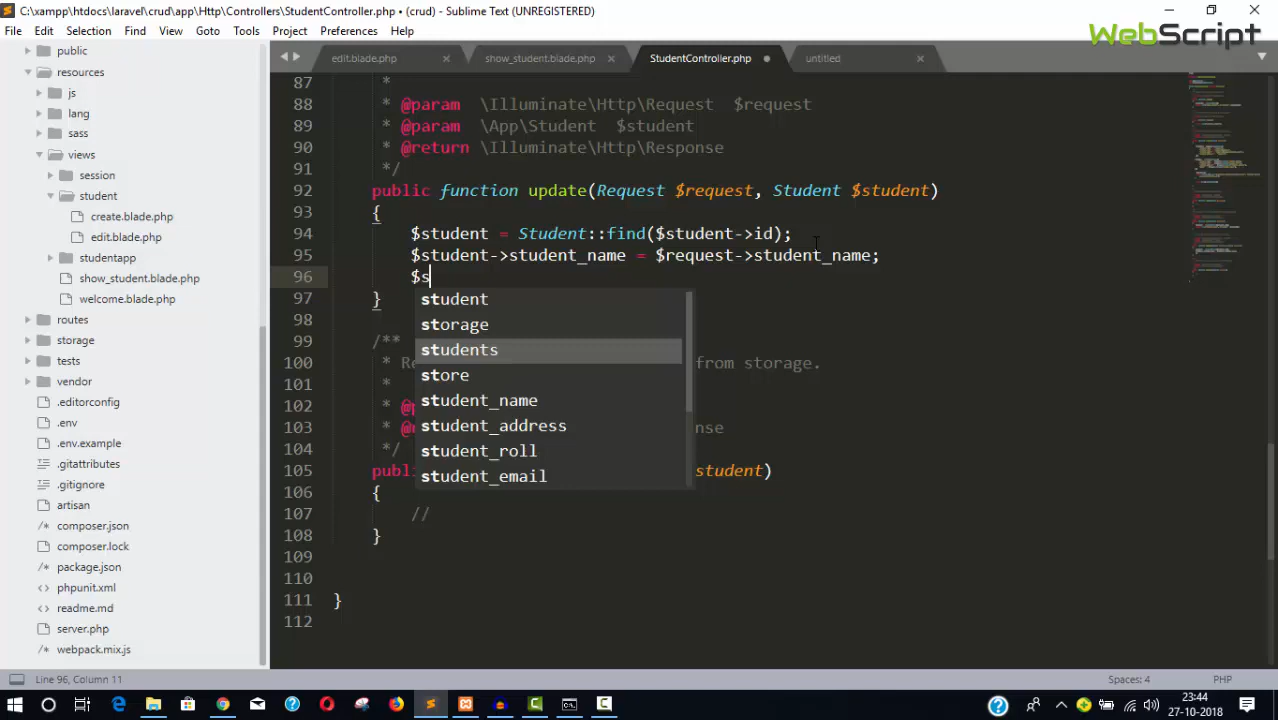 C:\xampp\htdocs\laravel\crud\app\Http\Controllers\StudentController.php • (crud) - Sublime Text (UNREGISTERED)
WebScript
File Edit Selection Find View Goto Tools Project Preferences Help
edit.blade.php show_student.blade.php StudentController.php untitled
public
resources
js
lang
sass
views
session
student
create.blade.php
edit.blade.php
studentapp
show_student.blade.php
welcome.blade.php
routes
storage
tests
vendor
.editorconfig
.env
.env.example
.gitattributes
.gitignore
artisan
composer.json
composer.lock
package.json
phpunit.xml
readme.md
server.php
webpack.mix.js
87 *
88 * @param \Illuminate\Http\Request $request
89 * @param \App\Student $student
90 * @return \Illuminate\Http\Response
91 */
92 public function update(Request $request, Student $student)
93 {
94 $student = Student::find($student->id);
95 $student->student_name = $request->student_name;
96 $s
97 }
98
99 /**
100 * Re from storage.
101 *
102 * @p
103 * @ nse
104 */
105 publi student)
106 {
107 //
108 }
109
110
111 }
112
student
storage
students
store
student_name
student_address
student_roll
student_email
Line 96, Column 11 Spaces: 4 PHP
23:44
27-10-2018